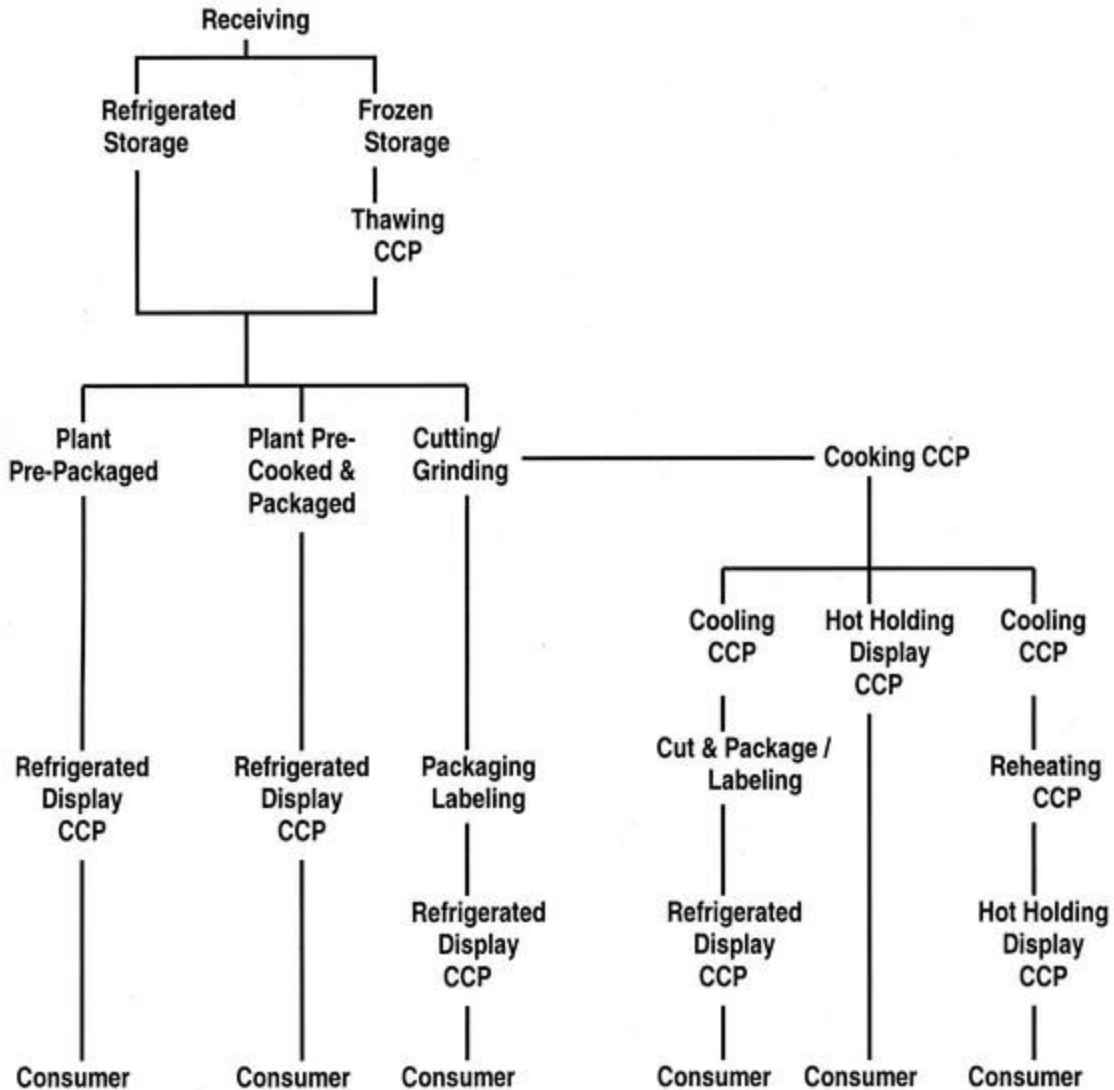 Receiving
Refrigerated
Storage
Frozen
Storage
Thawing
CCP
Plant
Pre-Packaged
Plant Pre-
Cooked &
Packaged
Cutting/
Grinding
Cooking CCP
Cooling
CCP
Hot Holding
Display
CCP
Cooling
CCP
Refrigerated
Display
CCP
Refrigerated
Display
CCP
Packaging
Labeling
Cut & Package /
Labeling
Reheating
CCP
Refrigerated
Display
CCP
Refrigerated
Display
CCP
Hot Holding
Display
CCP
Consumer
Consumer
Consumer
Consumer
Consumer
Consumer